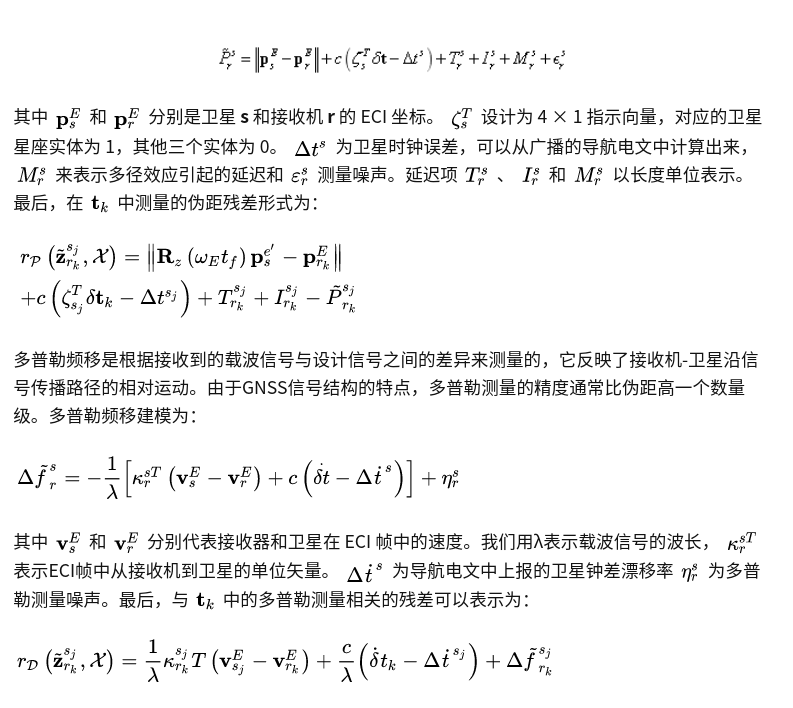 $\tilde{P}_r^s = \left\| \mathbf{p}_s^E - \mathbf{p}_r^E \right\| + c\left( \zeta_s^T \delta \mathbf{t} - \Delta t^s \right) + T_r^s + I_r^s + M_r^s + \epsilon_r^s$
其中 $\mathbf{p}_s^E$ 和 $\mathbf{p}_r^E$ 分别是卫星 s 和接收机 r 的 ECI 坐标。 $\zeta_s^T$ 设计为 4 × 1 指示向量，对应的卫星
星座实体为 1，其他三个实体为 0。 $\Delta t^s$ 为卫星时钟误差，可以从广播的导航电文中计算出来，
$M_r^s$ 来表示多径效应引起的延迟和 $\varepsilon_r^s$ 测量噪声。延迟项 $T_r^s$ 、 $I_r^s$ 和 $M_r^s$ 以长度单位表示。
最后，在 $\mathbf{t}_k$ 中测量的伪距残差形式为：
$r_{\mathcal{P}}\left( \tilde{\mathbf{z}}_{r_k}^{s_j}, \mathcal{X} \right) = \left\| \mathbf{R}_z\left( \omega_E t_f \right) \mathbf{p}_s^{e'} - \mathbf{p}_{r_k}^E \right\|$
$+ c\left( \zeta_{s_j}^T \delta \mathbf{t}_k - \Delta t^{s_j} \right) + T_{r_k}^{s_j} + I_{r_k}^{s_j} - \tilde{P}_{r_k}^{s_j}$
多普勒频移是根据接收到的载波信号与设计信号之间的差异来测量的，它反映了接收机-卫星沿信
号传播路径的相对运动。由于GNSS信号结构的特点，多普勒测量的精度通常比伪距高一个数量
级。多普勒频移建模为：
$\Delta \tilde{f}_r^s = -\frac{1}{\lambda}\left[ \kappa_r^{sT}\left( \mathbf{v}_s^E - \mathbf{v}_r^E \right) + c\left( \dot{\delta t} - \Delta \dot{t}^s \right) \right] + \eta_r^s$
其中 $\mathbf{v}_s^E$ 和 $\mathbf{v}_r^E$ 分别代表接收器和卫星在 ECI 帧中的速度。我们用λ表示载波信号的波长， $\kappa_r^{sT}$
表示ECI帧中从接收机到卫星的单位矢量。 $\Delta \dot{t}^s$ 为导航电文中上报的卫星钟差漂移率 $\eta_r^s$ 为多普
勒测量噪声。最后，与 $\mathbf{t}_k$ 中的多普勒测量相关的残差可以表示为：
$r_{\mathcal{D}}\left( \tilde{\mathbf{z}}_{r_k}^{s_j}, \mathcal{X} \right) = \frac{1}{\lambda} \kappa_{r_k}^{s_j} T\left( \mathbf{v}_{s_j}^E - \mathbf{v}_{r_k}^E \right) + \frac{c}{\lambda}\left( \dot{\delta} t_k - \Delta \dot{t}^{s_j} \right) + \Delta \tilde{f}_{r_k}^{s_j}$